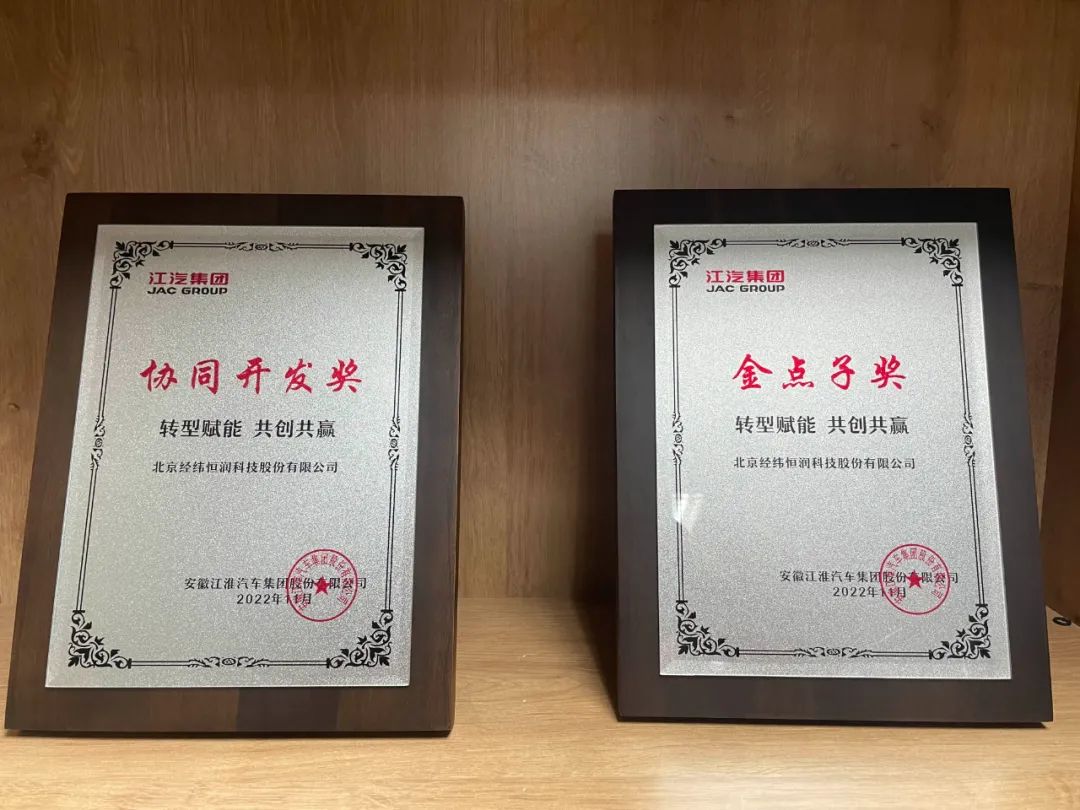 江汽集团
JAC GROUP
协同开发奖
转型赋能 共创共赢
北京经纬恒润科技股份有限公司
安徽江淮汽车集团股份有限公司
2022年11月
江汽集团
JAC GROUP
金点子奖
转型赋能 共创共赢
北京经纬恒润科技股份有限公司
安徽江淮汽车集团股份有限公司
2022年11月